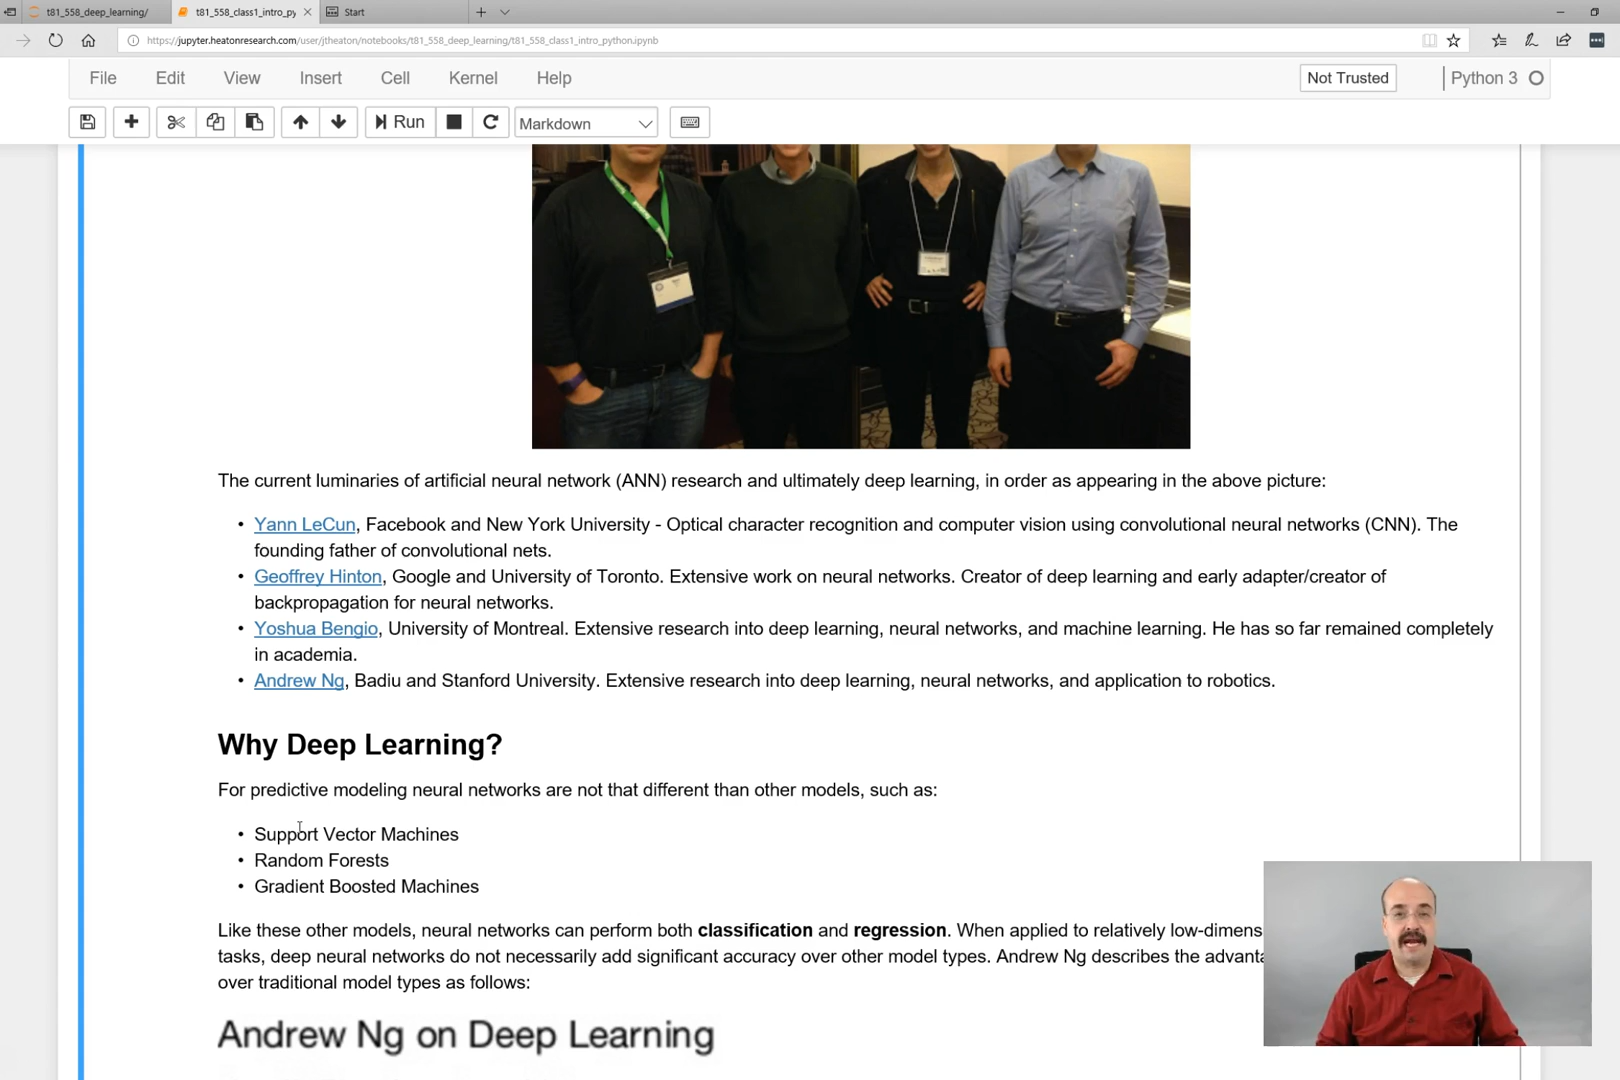 t81_558_deep_learning/
t81_558_class1_intro_py
Start
https://jupyter.heatonresearch.com/user/jtheaton/notebooks/t81_558_deep_learning/t81_558_class1_intro_python.ipynb
File Edit View Insert Cell Kernel Help Not Trusted Python 3
Run Markdown
The current luminaries of artificial neural network (ANN) research and ultimately deep learning, in order as appearing in the above picture:
• Yann LeCun, Facebook and New York University - Optical character recognition and computer vision using convolutional neural networks (CNN). The
founding father of convolutional nets.
• Geoffrey Hinton, Google and University of Toronto. Extensive work on neural networks. Creator of deep learning and early adapter/creator of
backpropagation for neural networks.
• Yoshua Bengio, University of Montreal. Extensive research into deep learning, neural networks, and machine learning. He has so far remained completely
in academia.
• Andrew Ng, Badiu and Stanford University. Extensive research into deep learning, neural networks, and application to robotics.
Why Deep Learning?
For predictive modeling neural networks are not that different than other models, such as:
• Support Vector Machines
• Random Forests
• Gradient Boosted Machines
Like these other models, neural networks can perform both classification and regression. When applied to relatively low-dimens
tasks, deep neural networks do not necessarily add significant accuracy over other model types. Andrew Ng describes the advanta
over traditional model types as follows:
Andrew Ng on Deep Learning